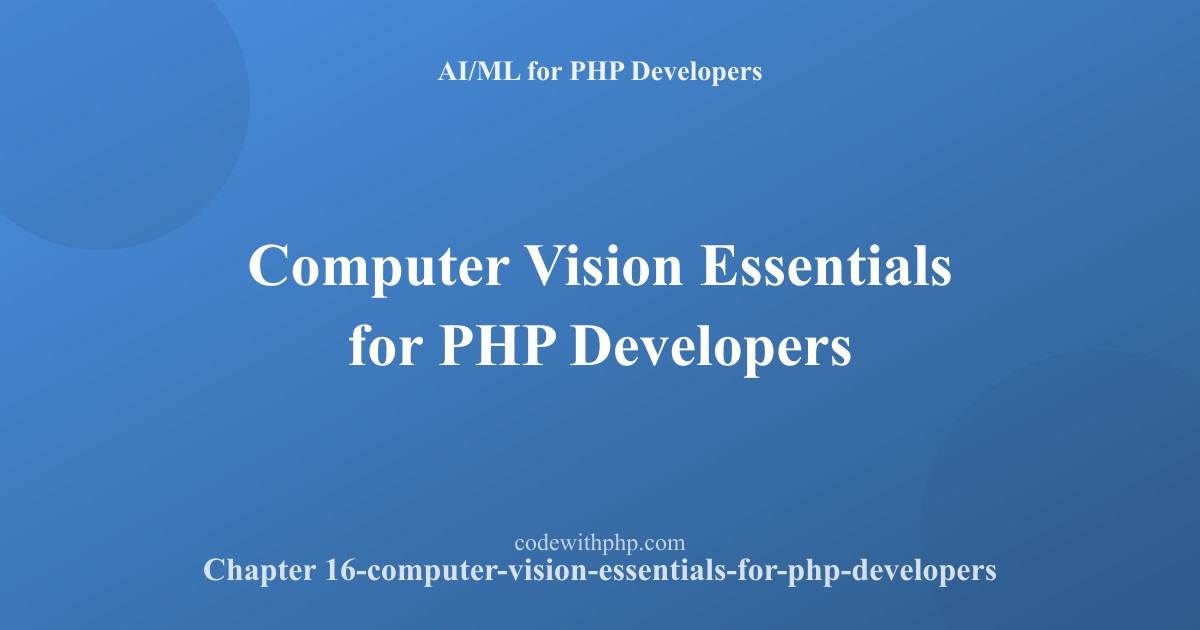 AI/ML for PHP Developers
Computer Vision Essentials
for PHP Developers
codewithphp.com
Chapter 16-computer-vision-essentials-for-php-developers